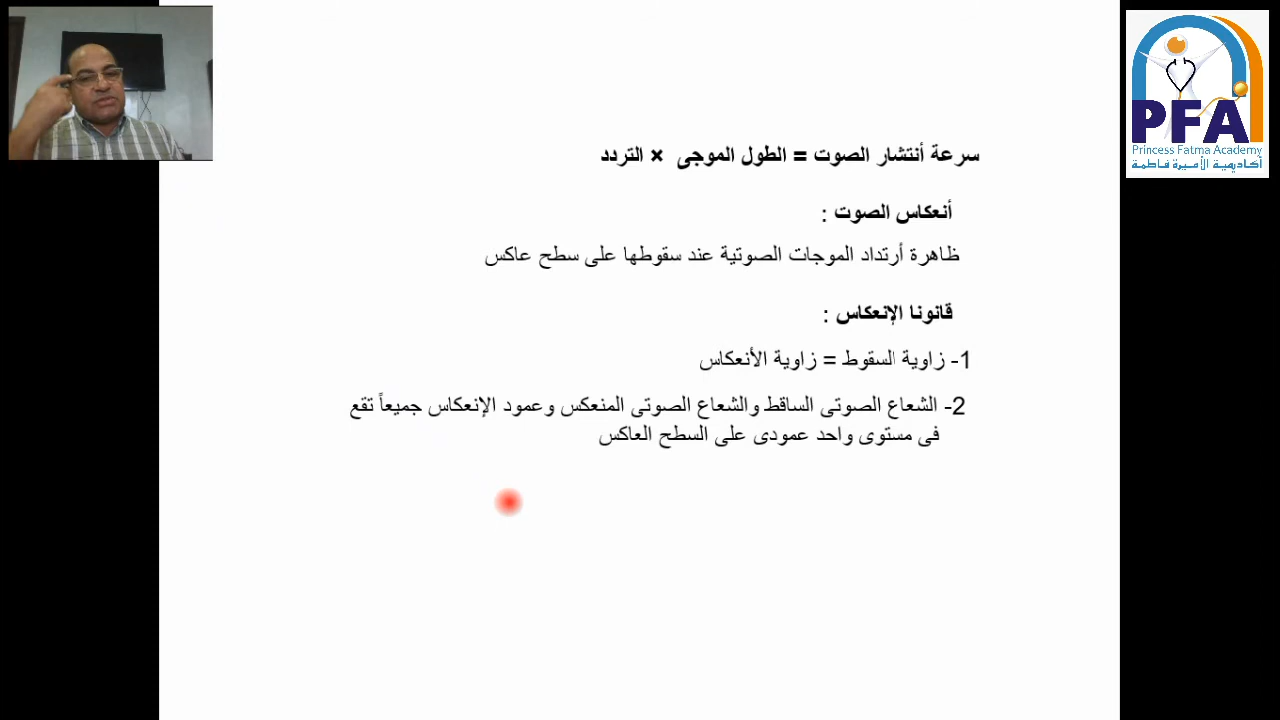 PFA
Princess Fatma Academy
أكاديمية الأميرة فاطمة
سرعة أنتشار الصوت = الطول الموجى × التردد
أنعكاس الصوت :
ظاهرة أرتداد الموجات الصوتية عند سقوطها على سطح عاكس
قانونا الإنعكاس :
1- زاوية السقوط = زاوية الأنعكاس
2- الشعاع الصوتى الساقط والشعاع الصوتى المنعكس وعمود الإنعكاس جميعاً تقع
فى مستوى واحد عمودى على السطح العاكس